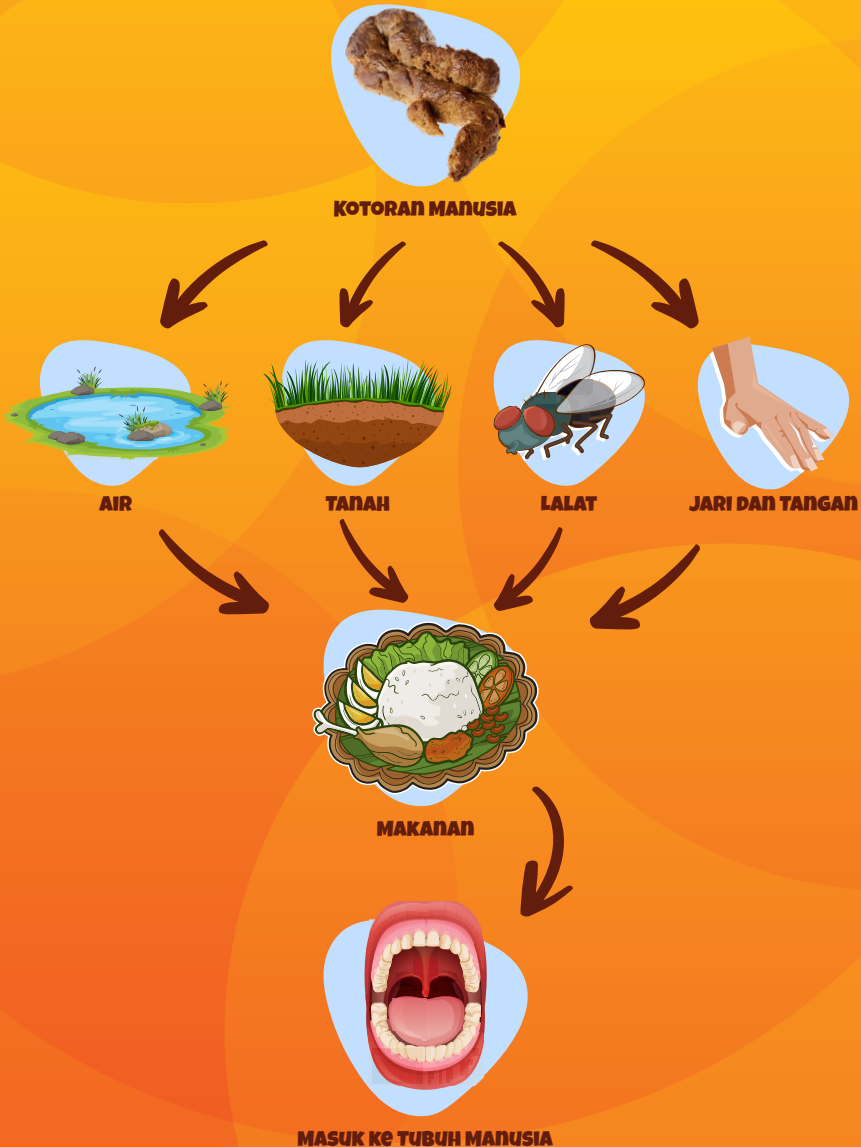 KOTORAN MANUSIA
AIR
TANAH
LALAT
JARI DAN TANGAN
MAKANAN
MASUK KE TUBUH MANUSIA